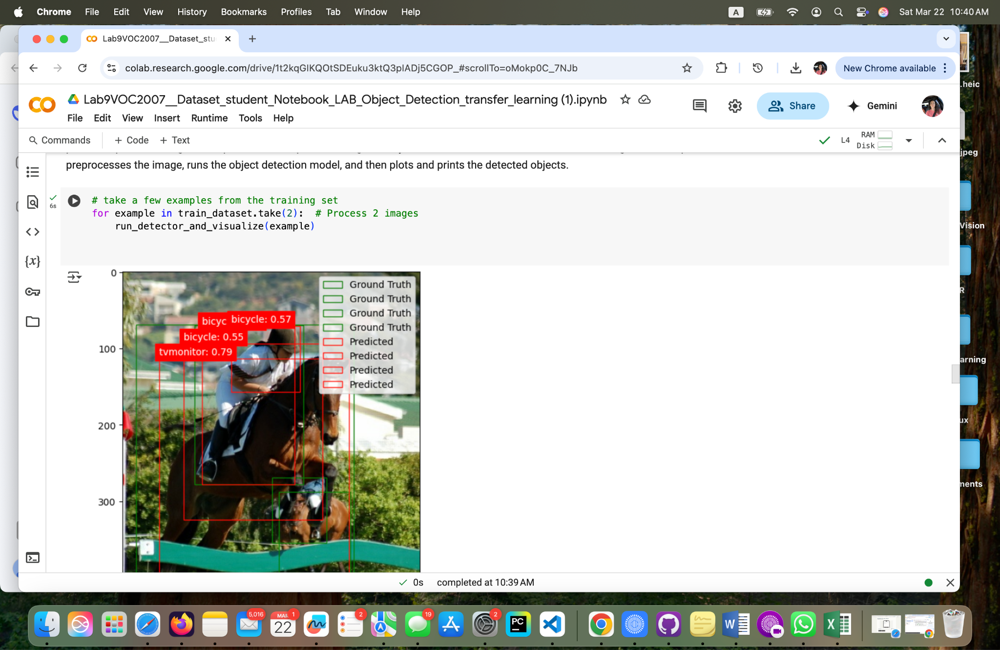 Chrome File Edit View History Bookmarks Profiles Tab Window Help A Sat Mar 22 10:40 AM
Lab9VOC2007__Dataset_stu
colab.research.google.com/drive/1t2kqGlKQOtSDEuku3ktQ3plADj5CGOP_#scrollTo=oMokp0C_7NJb
New Chrome available
.heic
Lab9VOC2007__Dataset_student_Notebook_LAB_Object_Detection_transfer_learning (1).ipynb
Share
Gemini
File Edit View Insert Runtime Tools Help
Commands + Code + Text
L4
RAM
Disk
jpeg
preprocesses the image, runs the object detection model, and then plots and prints the detected objects.
6s
# take a few examples from the training set
for example in train_dataset.take(2):  # Process 2 images
    run_detector_and_visualize(example)
Vision
{x}
R
arning
ux
ments
0
100
200
300
Ground Truth
Ground Truth
Ground Truth
Ground Truth
Predicted
Predicted
Predicted
Predicted
bicyc
bicycle: 0.57
bicycle: 0.55
tvmonitor: 0.79
0s completed at 10:39 AM
5,016
MAR
1
22
2
19
2
PC
W
X